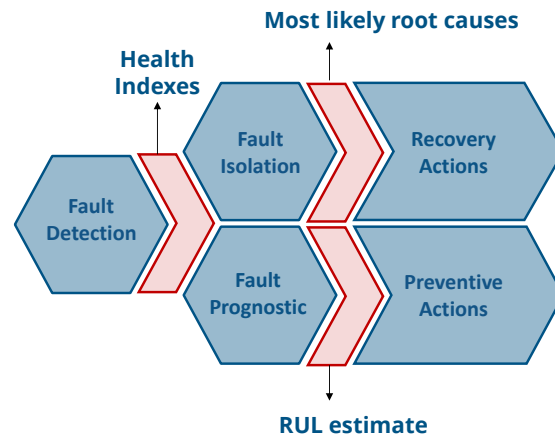 Most likely root causes
Health
Indexes
Fault
Isolation
Recovery
Actions
Fault
Detection
Fault
Prognostic
Preventive
Actions
RUL estimate